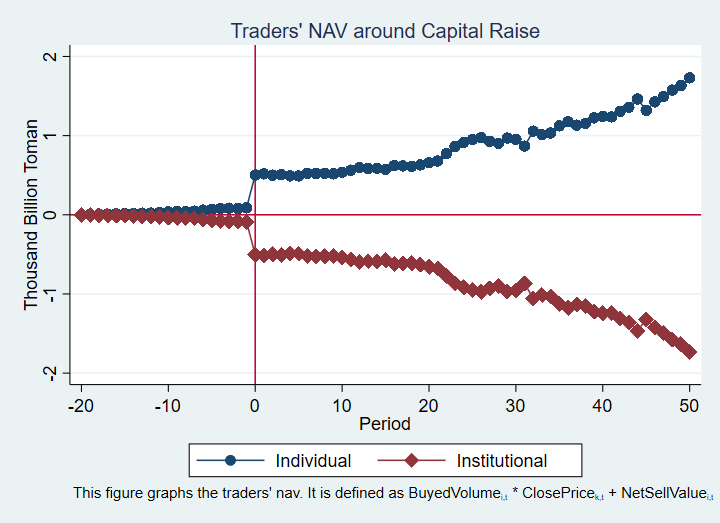 Traders' NAV around Capital Raise
Thousand Billion Toman
2
1
0
-1
-2
-20 -10 0 10 20 30 40 50
Period
Individual Institutional
This figure graphs the traders' nav. It is defined as BuyedVolume i,t * ClosePrice k,t + NetSellValue i,t